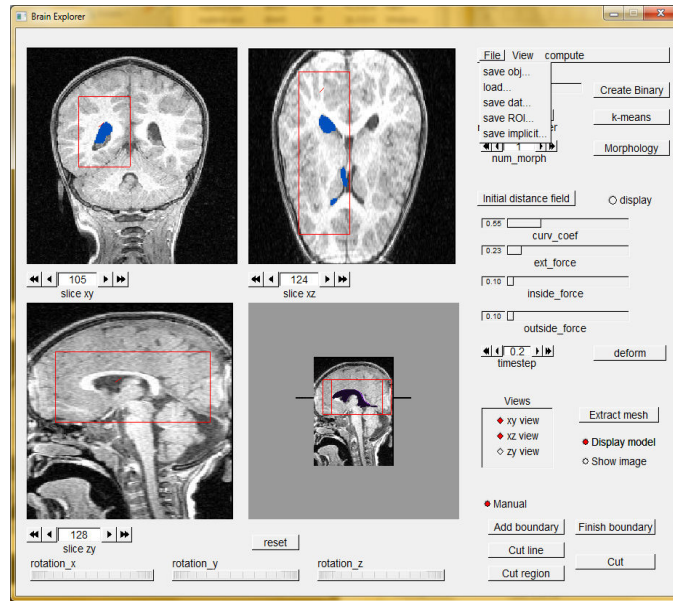 Brain Explorer
File View compute
save obj...
load...
save dat...
save ROI...
save implicit...
Create Binary
k-means
1
num_morph
Morphology
Initial distance field
display
0.55
curv_coef
0.23
ext_force
0.10
inside_force
0.10
outside_force
105
slice xy
124
slice xz
0.2
timestep
deform
Views
xy view
xz view
zy view
Extract mesh
Display model
Show image
Manual
Add boundary
Finish boundary
Cut line
Cut
Cut region
128
slice zy
reset
rotation_x
rotation_y
rotation_z